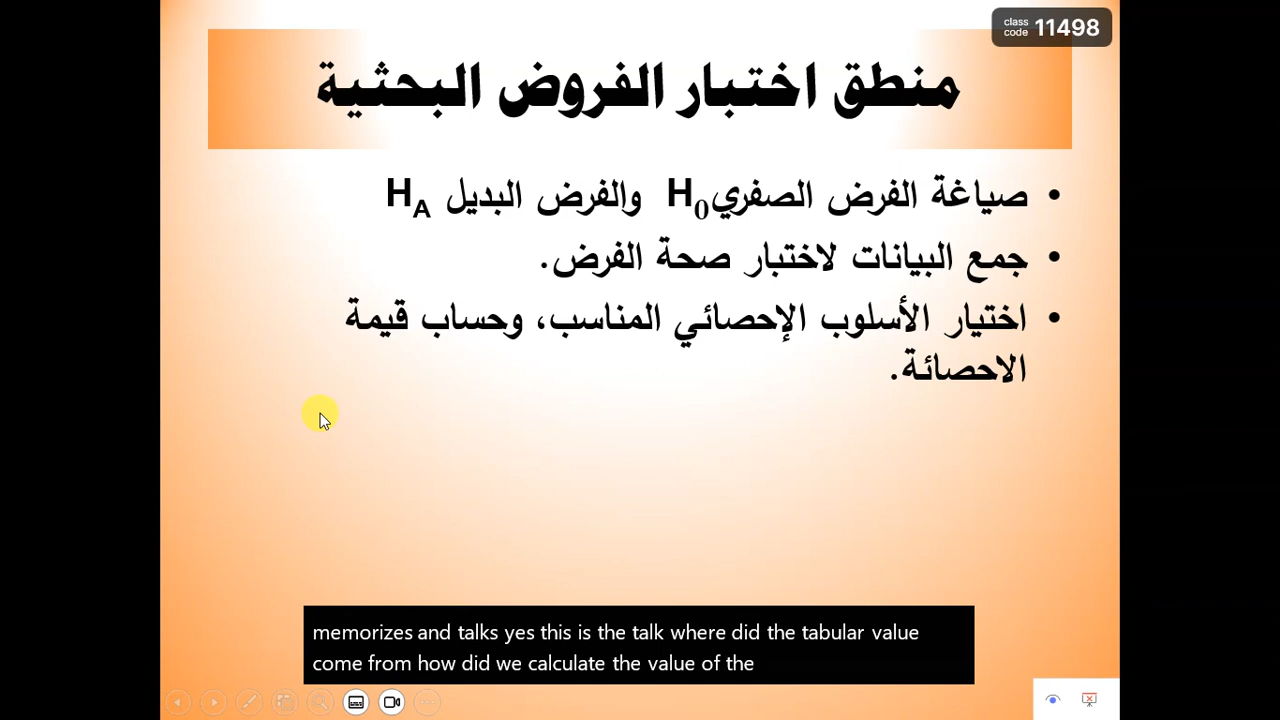 class
code 11498
منطق اختبار الفروض البحثية
• صياغة الفرض الصفري H0 والفرض البديل HA
• جمع البيانات لاختبار صحة الفرض.
• اختيار الأسلوب الإحصائي المناسب، وحساب قيمة
الاحصائة.
memorizes and talks yes this is the talk where did the tabular value
come from how did we calculate the value of the